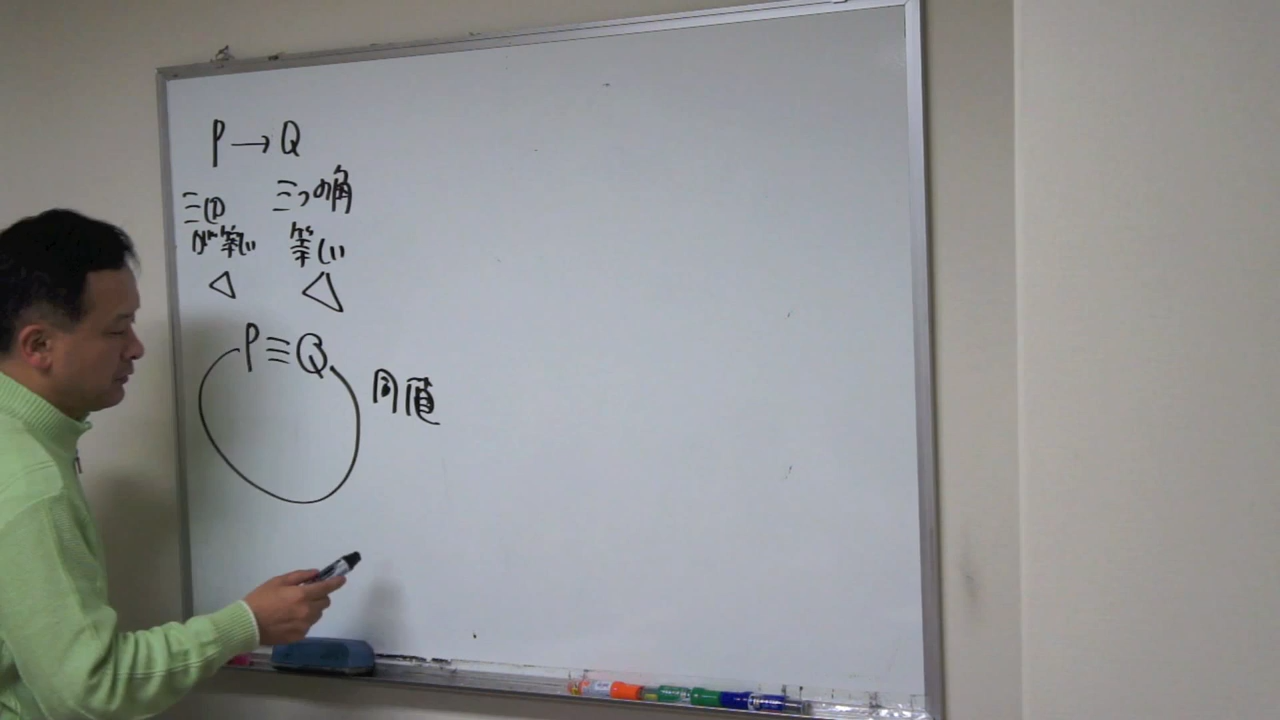 P→Q
三辺 三つの角
が等しい 等しい
△ △
P≡Q
同値